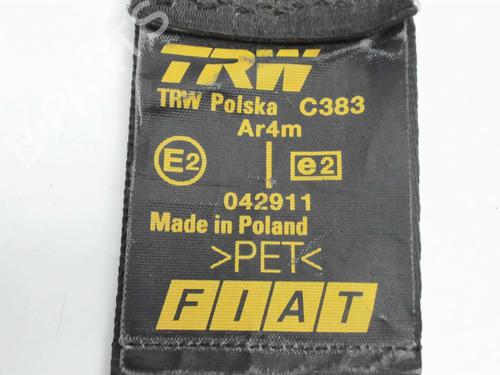 TRW
TRW Polska C383
Ar4m
E2 | e2
042911
Made in Poland
>PET<
FIAT